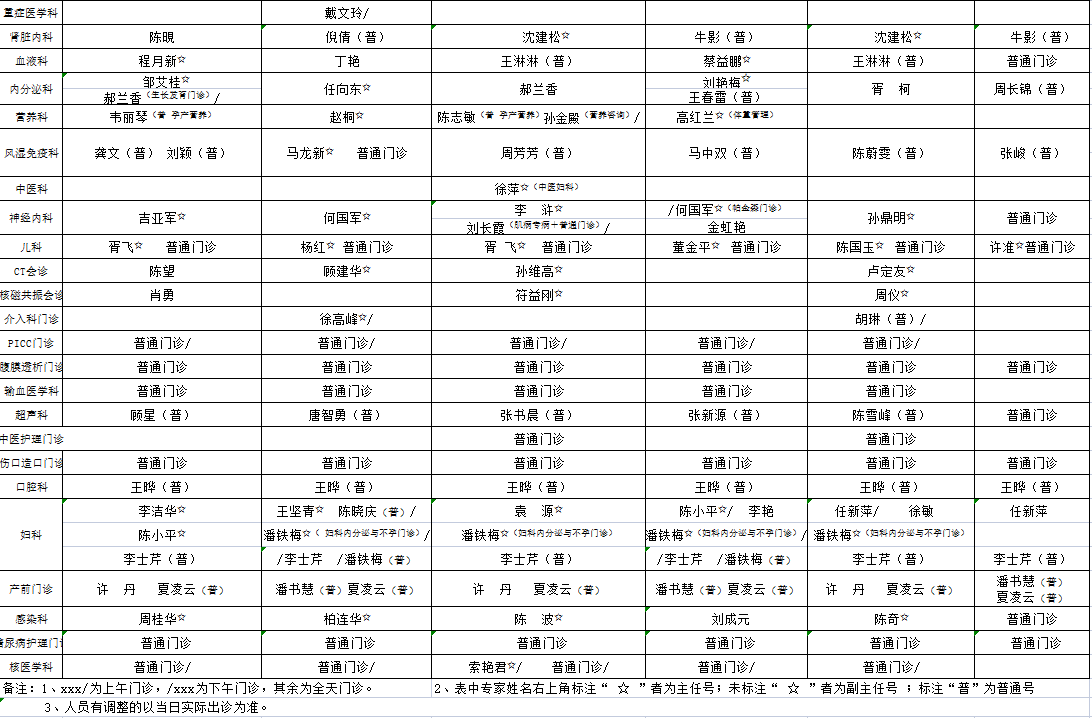 重症医学科 戴文玲/
肾脏内科 陈晛 倪倩（普） 沈建松☆ 牛影（普） 沈建松☆ 牛影（普）
血液科 程月新☆ 丁艳 王淋淋（普） 蔡益鹏☆ 王淋淋（普） 普通门诊
内分泌科 邹艾桂☆ 任向东☆ 郝兰香 刘艳梅☆ 胥 柯 周长锦（普）
郝兰香（生长发育门诊）/ 王春雷（普）
营养科 韦丽琴（普 孕产营养） 赵桐☆ 陈志敏（普 孕产营养）孙金殿（营养咨询）/ 高红兰☆（体重管理）
风湿免疫科 龚文（普） 刘颖（普） 马龙新☆ 普通门诊 周芳芳（普） 马中双（普） 陈蔚雯（普） 张峻（普）
中医科 徐萍☆（中医妇科）
神经内科 吉亚军☆ 何国军☆ 李 浒☆ /何国军☆（帕金森门诊） 孙鼎明☆ 普通门诊
刘长霞（肌病专病+普通门诊）/ 金虹艳
儿科 胥飞☆ 普通门诊 杨红☆ 普通门诊 胥 飞☆ 普通门诊 董金平☆ 普通门诊 陈国玉☆ 普通门诊 许准☆普通门诊
CT会诊 陈望 顾建华☆ 孙维高☆ 卢定友☆
核磁共振会诊 肖勇 符益刚☆ 周仪☆
介入科门诊 徐高峰☆/ 胡琳（普）/
PICC门诊 普通门诊/ 普通门诊/ 普通门诊/ 普通门诊/ 普通门诊/
腹膜透析门诊 普通门诊 普通门诊 普通门诊 普通门诊 普通门诊 普通门诊
输血医学科 普通门诊 普通门诊 普通门诊 普通门诊 普通门诊
超声科 顾星（普） 唐智勇（普） 张书晨（普） 张新源（普） 陈雪峰（普） 普通门诊
中医护理门诊 普通门诊 普通门诊
伤口造口门诊 普通门诊 普通门诊 普通门诊 普通门诊 普通门诊 普通门诊
口腔科 王晔（普） 王晔（普） 王晔（普） 王晔（普） 王晔（普） 王晔（普）
妇科 李洁华☆ 王坚青☆ 陈晓庆（普）/ 袁 源☆ 陈小平☆/ 李艳 任新萍/ 徐敏 任新萍
陈小平☆ 潘铁梅☆（ 妇科内分泌与不孕门诊）/ 潘铁梅☆（妇科内分泌与不孕门诊） 潘铁梅☆（妇科内分泌与不孕门诊）/ 潘铁梅☆（妇科内分泌与不孕门诊）
李士芹（普） /李士芹 /潘铁梅（普） 李士芹（普） /李士芹 /潘铁梅（普） 李士芹（普） 李士芹（普）
产前门诊 许 丹 夏凌云（普） 潘书慧（普）夏凌云（普） 许 丹 夏凌云（普） 潘书慧（普）夏凌云（普） 许 丹 夏凌云（普） 潘书慧（普）
夏凌云（普）
感染科 周桂华☆ 柏连华☆ 陈 波☆ 刘成元 陈奇☆ 普通门诊
尿病护理门 普通门诊 普通门诊 普通门诊 普通门诊 普通门诊 普通门诊
核医学科 普通门诊/ 普通门诊/ 索艳君☆/ 普通门诊/ 普通门诊/ 普通门诊/
备注：1、xxx/为上午门诊，/xxx为下午门诊，其余为全天门诊。 2、表中专家姓名右上角标注“ ☆ ”者为主任号；未标注“ ☆ ”者为副主任号 ；标注“普”为普通号
3、人员有调整的以当日实际出诊为准。